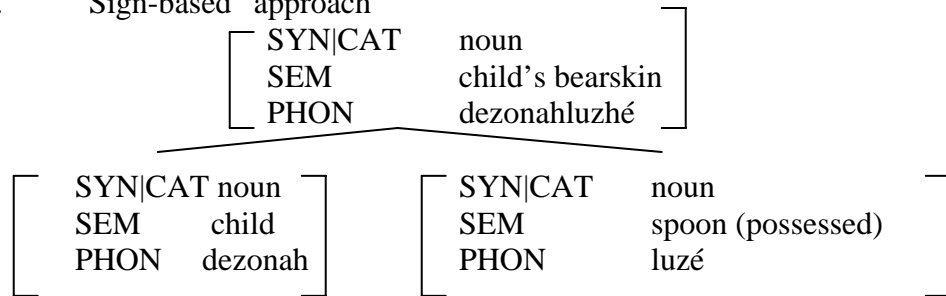 Sign-based approach
SYN|CAT noun
SEM child’s bearskin
PHON dezonahluzhé
SYN|CAT noun
SEM child
PHON dezonah
SYN|CAT noun
SEM spoon (possessed)
PHON luzé